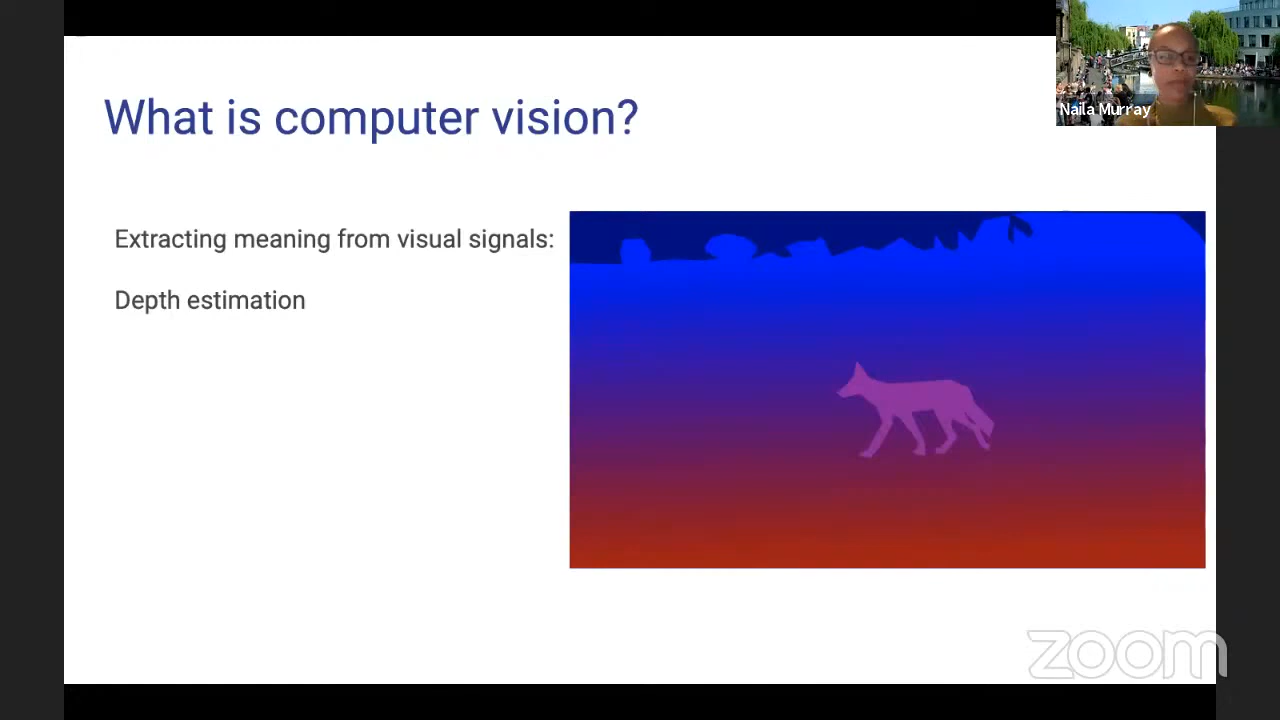 What is computer vision?
Naila Murray
Extracting meaning from visual signals:
Depth estimation
zoom